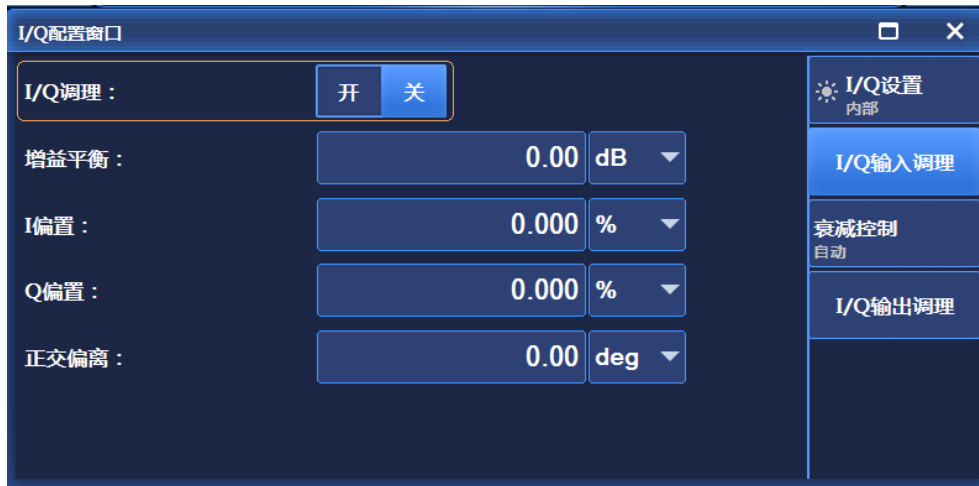 I/Q配置窗口
I/Q调理：
开 关
增益平衡：
0.00 dB
I偏置：
0.000 %
Q偏置：
0.000 %
正交偏离：
0.00 deg
I/Q设置
内部
I/Q输入调理
衰减控制
自动
I/Q输出调理